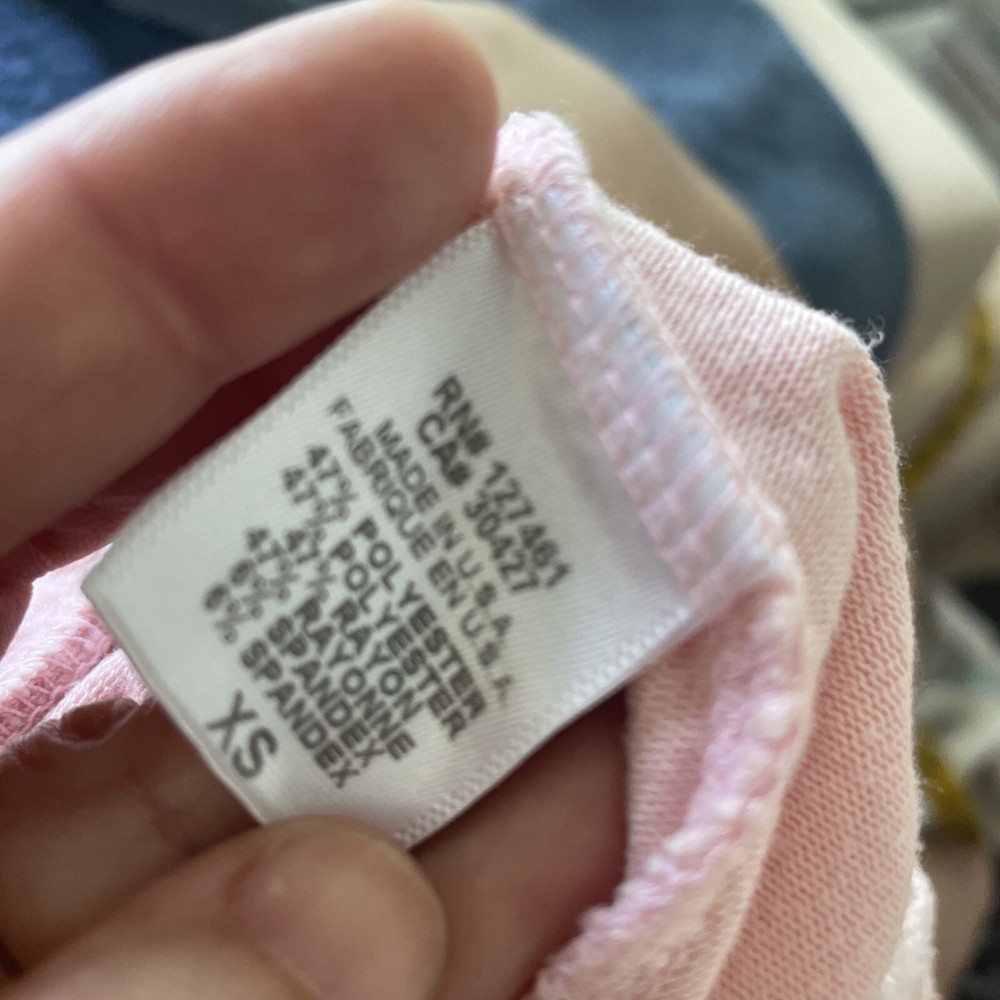 RN# 127461
CA# 30427
MADE IN U.S.A.
FABRIQUE EN U.S.A.
47% POLYESTER
47% POLYESTER
47% RAYON
47% RAYONNE
6% SPANDEX
6% SPANDEX
XS